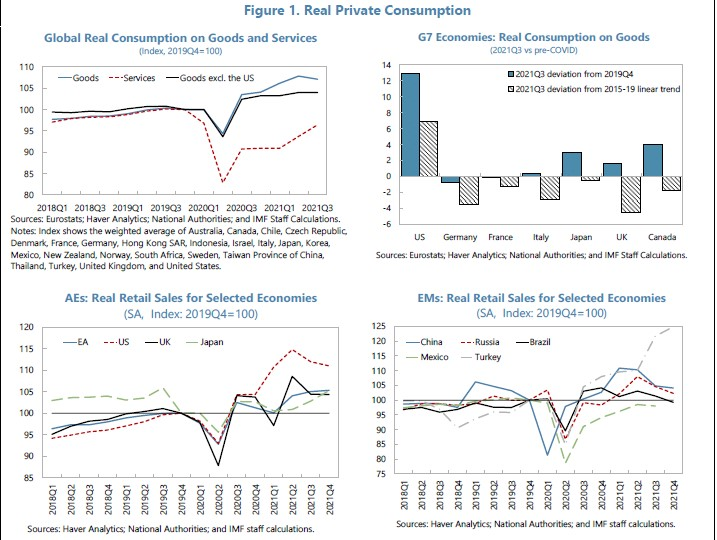 Figure 1. Real Private Consumption
Global Real Consumption on Goods and Services
(Index, 2019Q4=100)
110
105
100
95
90
85
80
Goods
Services
Goods excl. the US
2018Q1 2018Q4 2019Q3 2020Q2 2021Q1 2021Q3
Sources: Eurostats; Haver Analytics; National Authorities; and IMF Staff Calculations.
Notes: Index shows the weighted average of Australia, Canada, Chile, Czech Republic,
Denmark, France, Germany, Hong Kong SAR, Indonesia, Israel, Italy, Japan, Korea,
Mexico, New Zealand, Norway, South Africa, Sweden, Taiwan Province of China,
Thailand, Turkey, United Kingdom, and United States.
G7 Economies: Real Consumption on Goods
(2021Q3 vs pre-COVID)
14
12
10
8
6
4
2
0
-2
-4
-6
2021Q3 deviation from 2019Q4
2021Q3 deviation from 2015-19 linear trend
US Germany France Italy Japan UK Canada
Sources: Eurostats; Haver Analytics; National Authorities; and IMF Staff Calculations.
AEs: Real Retail Sales for Selected Economies
(SA, Index: 2019Q4=100)
120
115
110
105
100
95
90
85
EA
US
UK
Japan
2018Q1
2018Q2
2018Q3
2018Q4
2019Q1
2019Q2
2019Q3
2019Q4
2020Q1
2020Q2
2020Q3
2020Q4
2021Q1
2021Q2
2021Q3
2021Q4
Sources: Haver Analytics; National Authorities; and IMF staff calculations.
EMs: Real Retail Sales for Selected Economies
(SA, Index: 2019Q4=100)
125
120
115
110
105
100
95
90
85
80
75
China
Russia
Brazil
Mexico
Turkey
2018Q1
2018Q2
2018Q3
2018Q4
2019Q1
2019Q2
2019Q3
2019Q4
2020Q1
2020Q2
2020Q3
2020Q4
2021Q1
2021Q2
2021Q3
2021Q4
Sources: Haver Analytics; National Authorities; and IMF staff calculations.